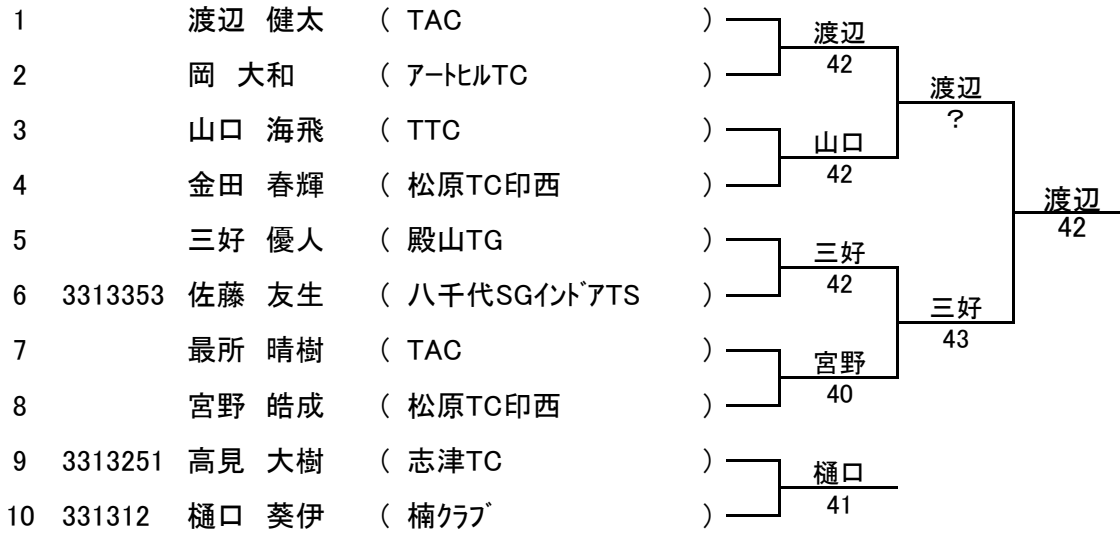 1 渡辺 健太 ( TAC )
渡辺
42
2 岡 大和 ( アートヒルTC )
渡辺
?
3 山口 海飛 ( TTC )
山口
42
4 金田 春輝 ( 松原TC印西 )
渡辺
42
5 三好 優人 ( 殿山TG )
三好
42
6 3313353 佐藤 友生 ( 八千代SGインドアTS )
三好
43
7 最所 晴樹 ( TAC )
宮野
40
8 宮野 皓成 ( 松原TC印西 )
9 3313251 高見 大樹 ( 志津TC )
樋口
41
10 331312 樋口 葵伊 ( 楠クラブ )